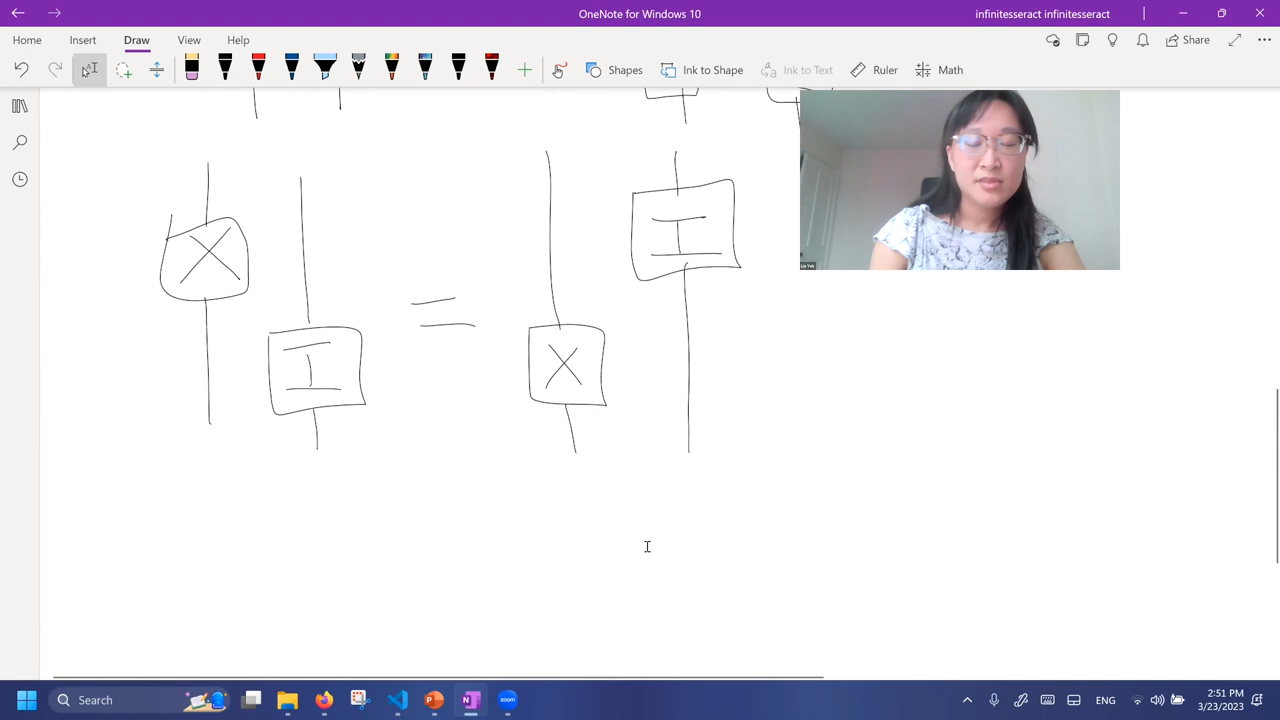 OneNote for Windows 10
infinitesseract infinitesseract
Home Insert Draw View Help
Share
Shapes
Ink to Shape
Ink to Text
Ruler
Math
X
I
=
X
I
Search
zoom
ENG
2:51 PM
3/23/2023